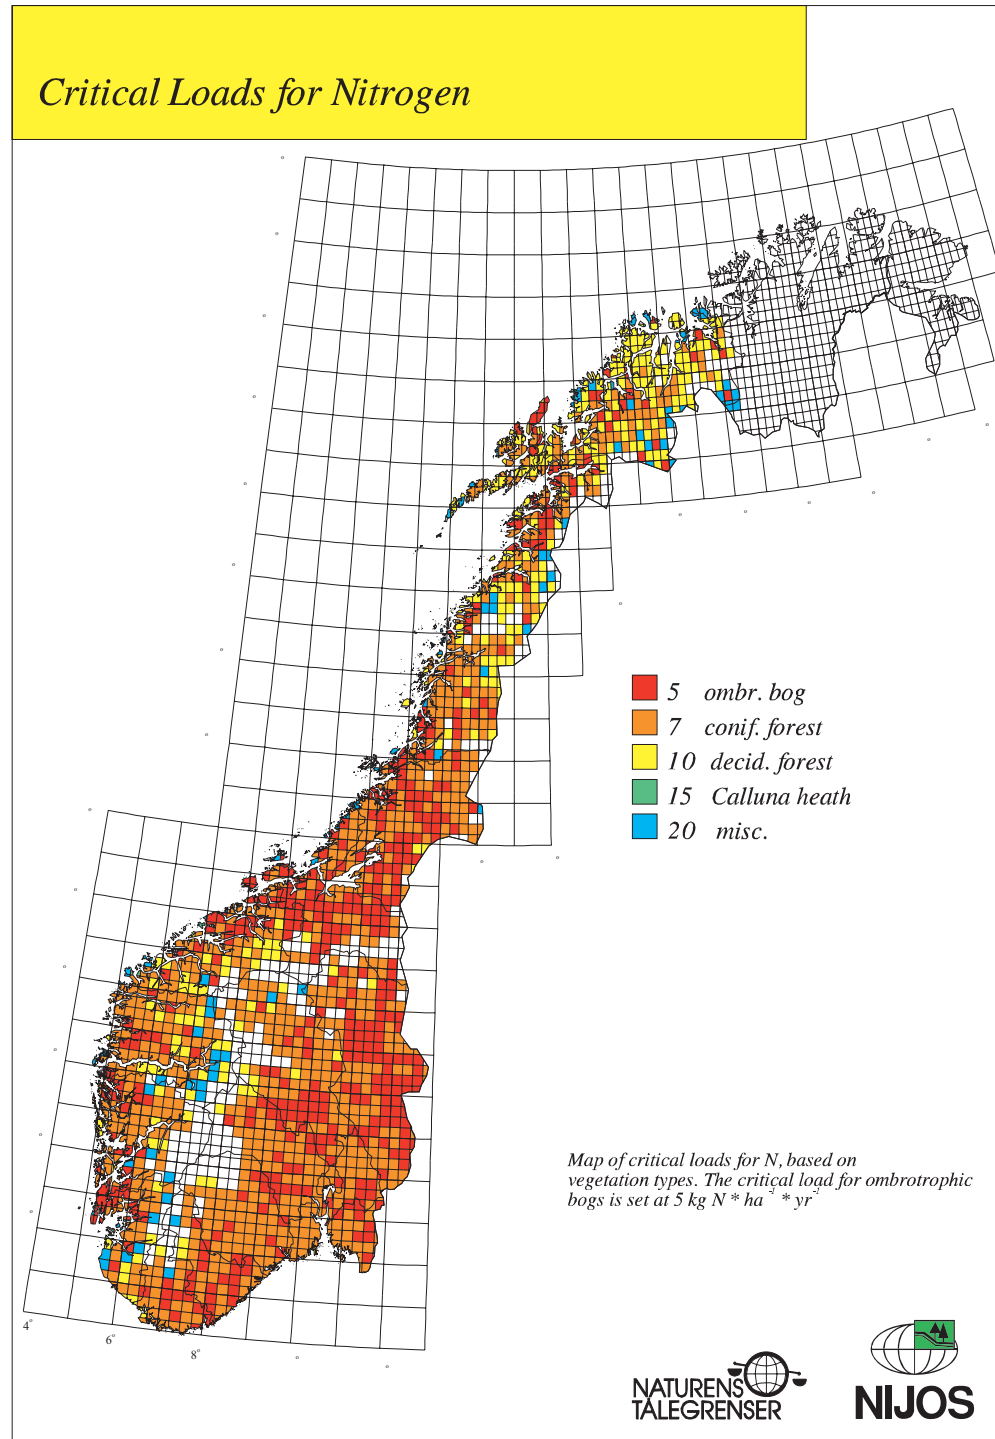 Critical Loads for Nitrogen
5 ombr. bog
7 conif. forest
10 decid. forest
15 Calluna heath
20 misc.
Map of critical loads for N, based on
vegetation types. The critical load for ombrotrophic
bogs is set at 5 kg N * ha -1 * yr -1
4°
6°
8°
NATURENS
TÅLEGRENSER
NIJOS